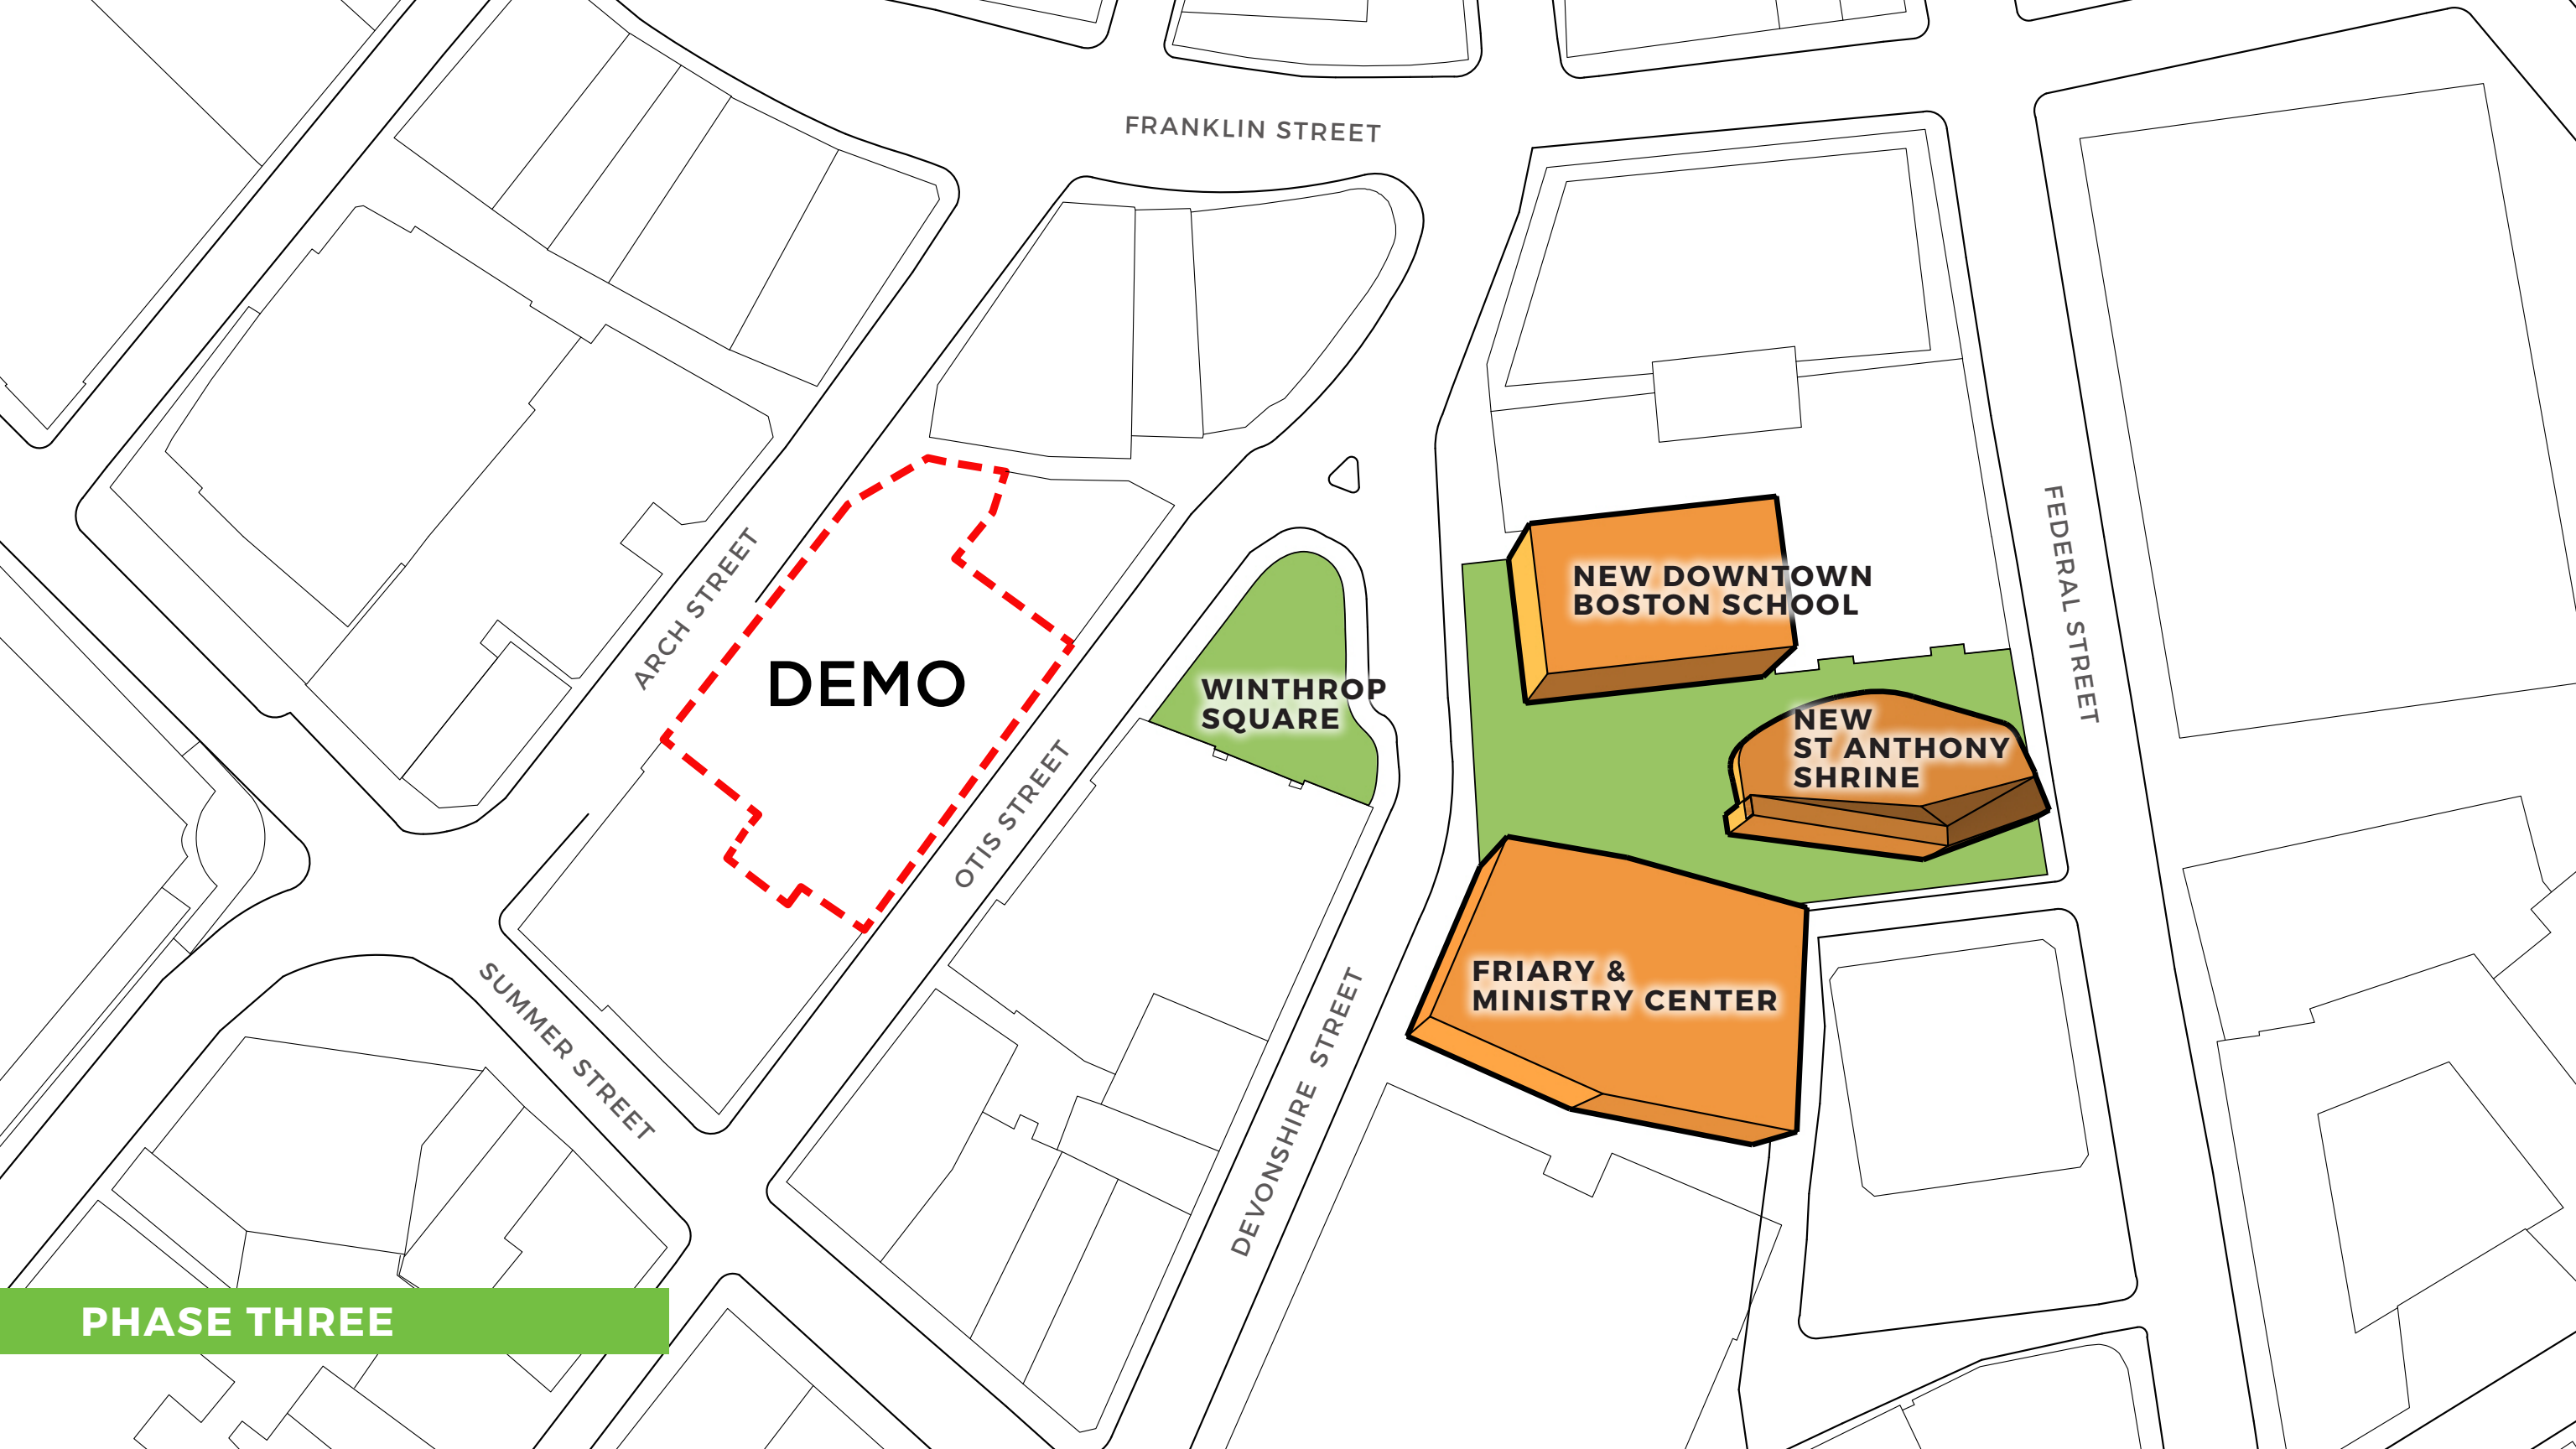 FRANKLIN STREET
ARCH STREET
DEMO
OTIS STREET
WINTHROP
SQUARE
NEW DOWNTOWN
BOSTON SCHOOL
FEDERAL STREET
NEW
ST ANTHONY
SHRINE
FRIARY &
MINISTRY CENTER
SUMMER STREET
DEVONSHIRE STREET
PHASE THREE